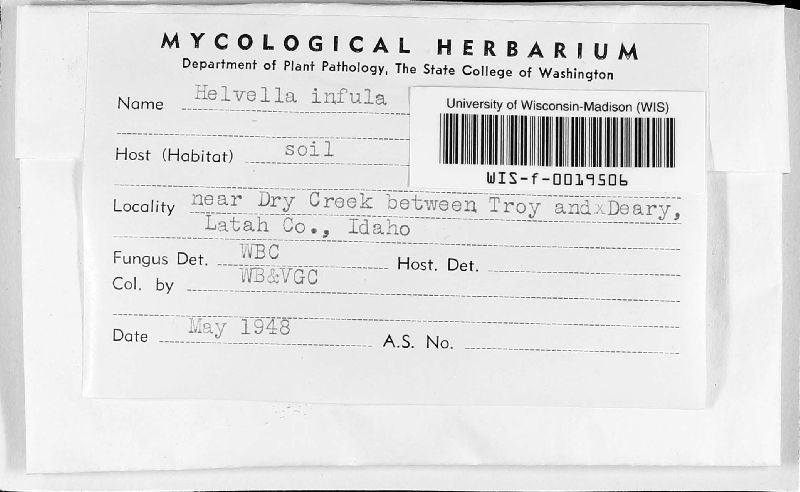 MYCOLOGICAL HERBARIUM
Department of Plant Pathology, The State College of Washington
Name Helvella infula
University of Wisconsin-Madison (WIS)
WIS-f-0019506
Host (Habitat) soil
Locality near Dry Creek between Troy and x Deary,
Latah Co., Idaho
Fungus Det. WBC Host. Det.
Col. by WB&VGC
Date May 1948 A.S. No.